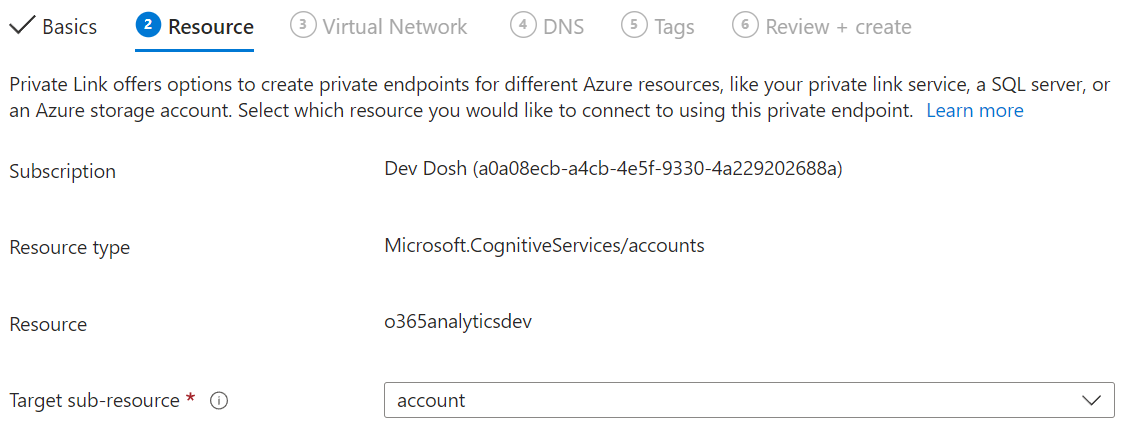 Basics 2 Resource 3 Virtual Network 4 DNS 5 Tags 6 Review + create
Private Link offers options to create private endpoints for different Azure resources, like your private link service, a SQL server, or
an Azure storage account. Select which resource you would like to connect to using this private endpoint. Learn more
Subscription Dev Dosh (a0a08ecb-a4cb-4e5f-9330-4a229202688a)
Resource type Microsoft.CognitiveServices/accounts
Resource o365analyticsdev
Target sub-resource * account